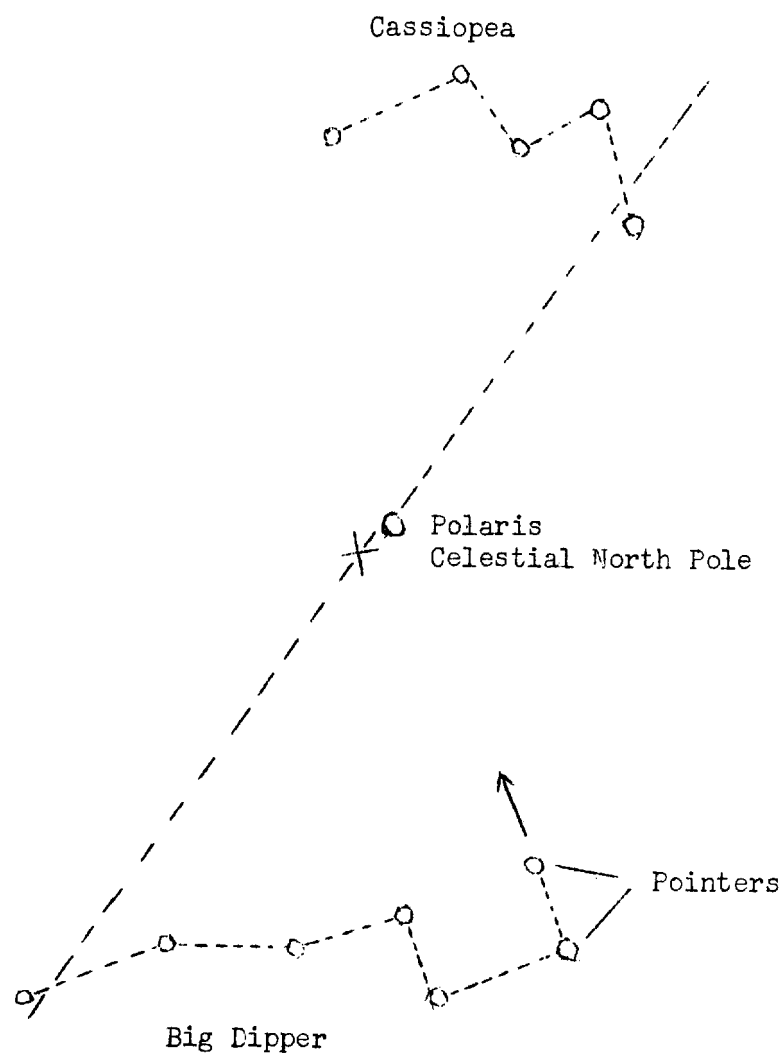 Cassiopea
Polaris
Celestial North Pole
Pointers
Big Dipper